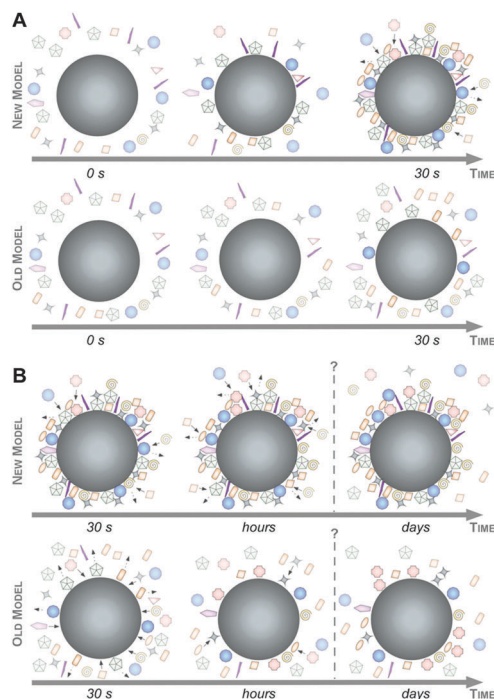 A
NEW MODEL
0 s
30 s
TIME
OLD MODEL
0 s
30 s
TIME
B
NEW MODEL
?
30 s
hours
days
TIME
OLD MODEL
?
30 s
hours
days
TIME